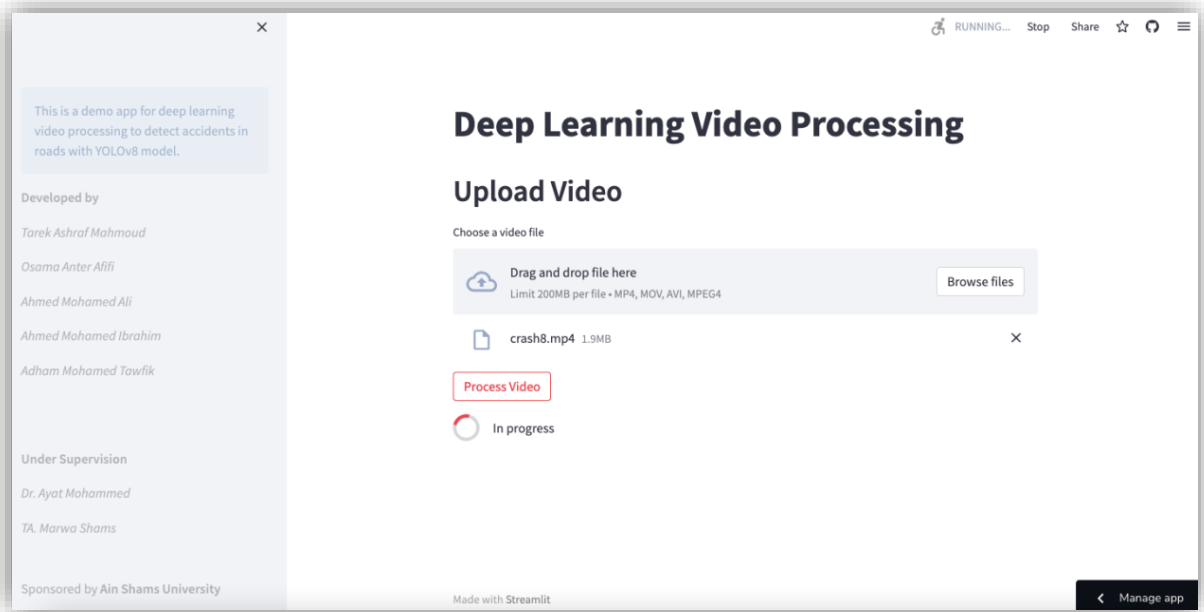 RUNNING...
Stop
Share
This is a demo app for deep learning
video processing to detect accidents in
roads with YOLOv8 model.
Developed by
Tarek Ashraf Mahmoud
Osama Anter Afifi
Ahmed Mohamed Ali
Ahmed Mohamed Ibrahim
Adham Mohamed Tawfik
Under Supervision
Dr. Ayat Mohammed
TA. Marwa Shams
Sponsored by Ain Shams University
Deep Learning Video Processing
Upload Video
Choose a video file
Drag and drop file here
Limit 200MB per file • MP4, MOV, AVI, MPEG4
Browse files
crash8.mp4 1.9MB
Process Video
In progress
Made with Streamlit
Manage app